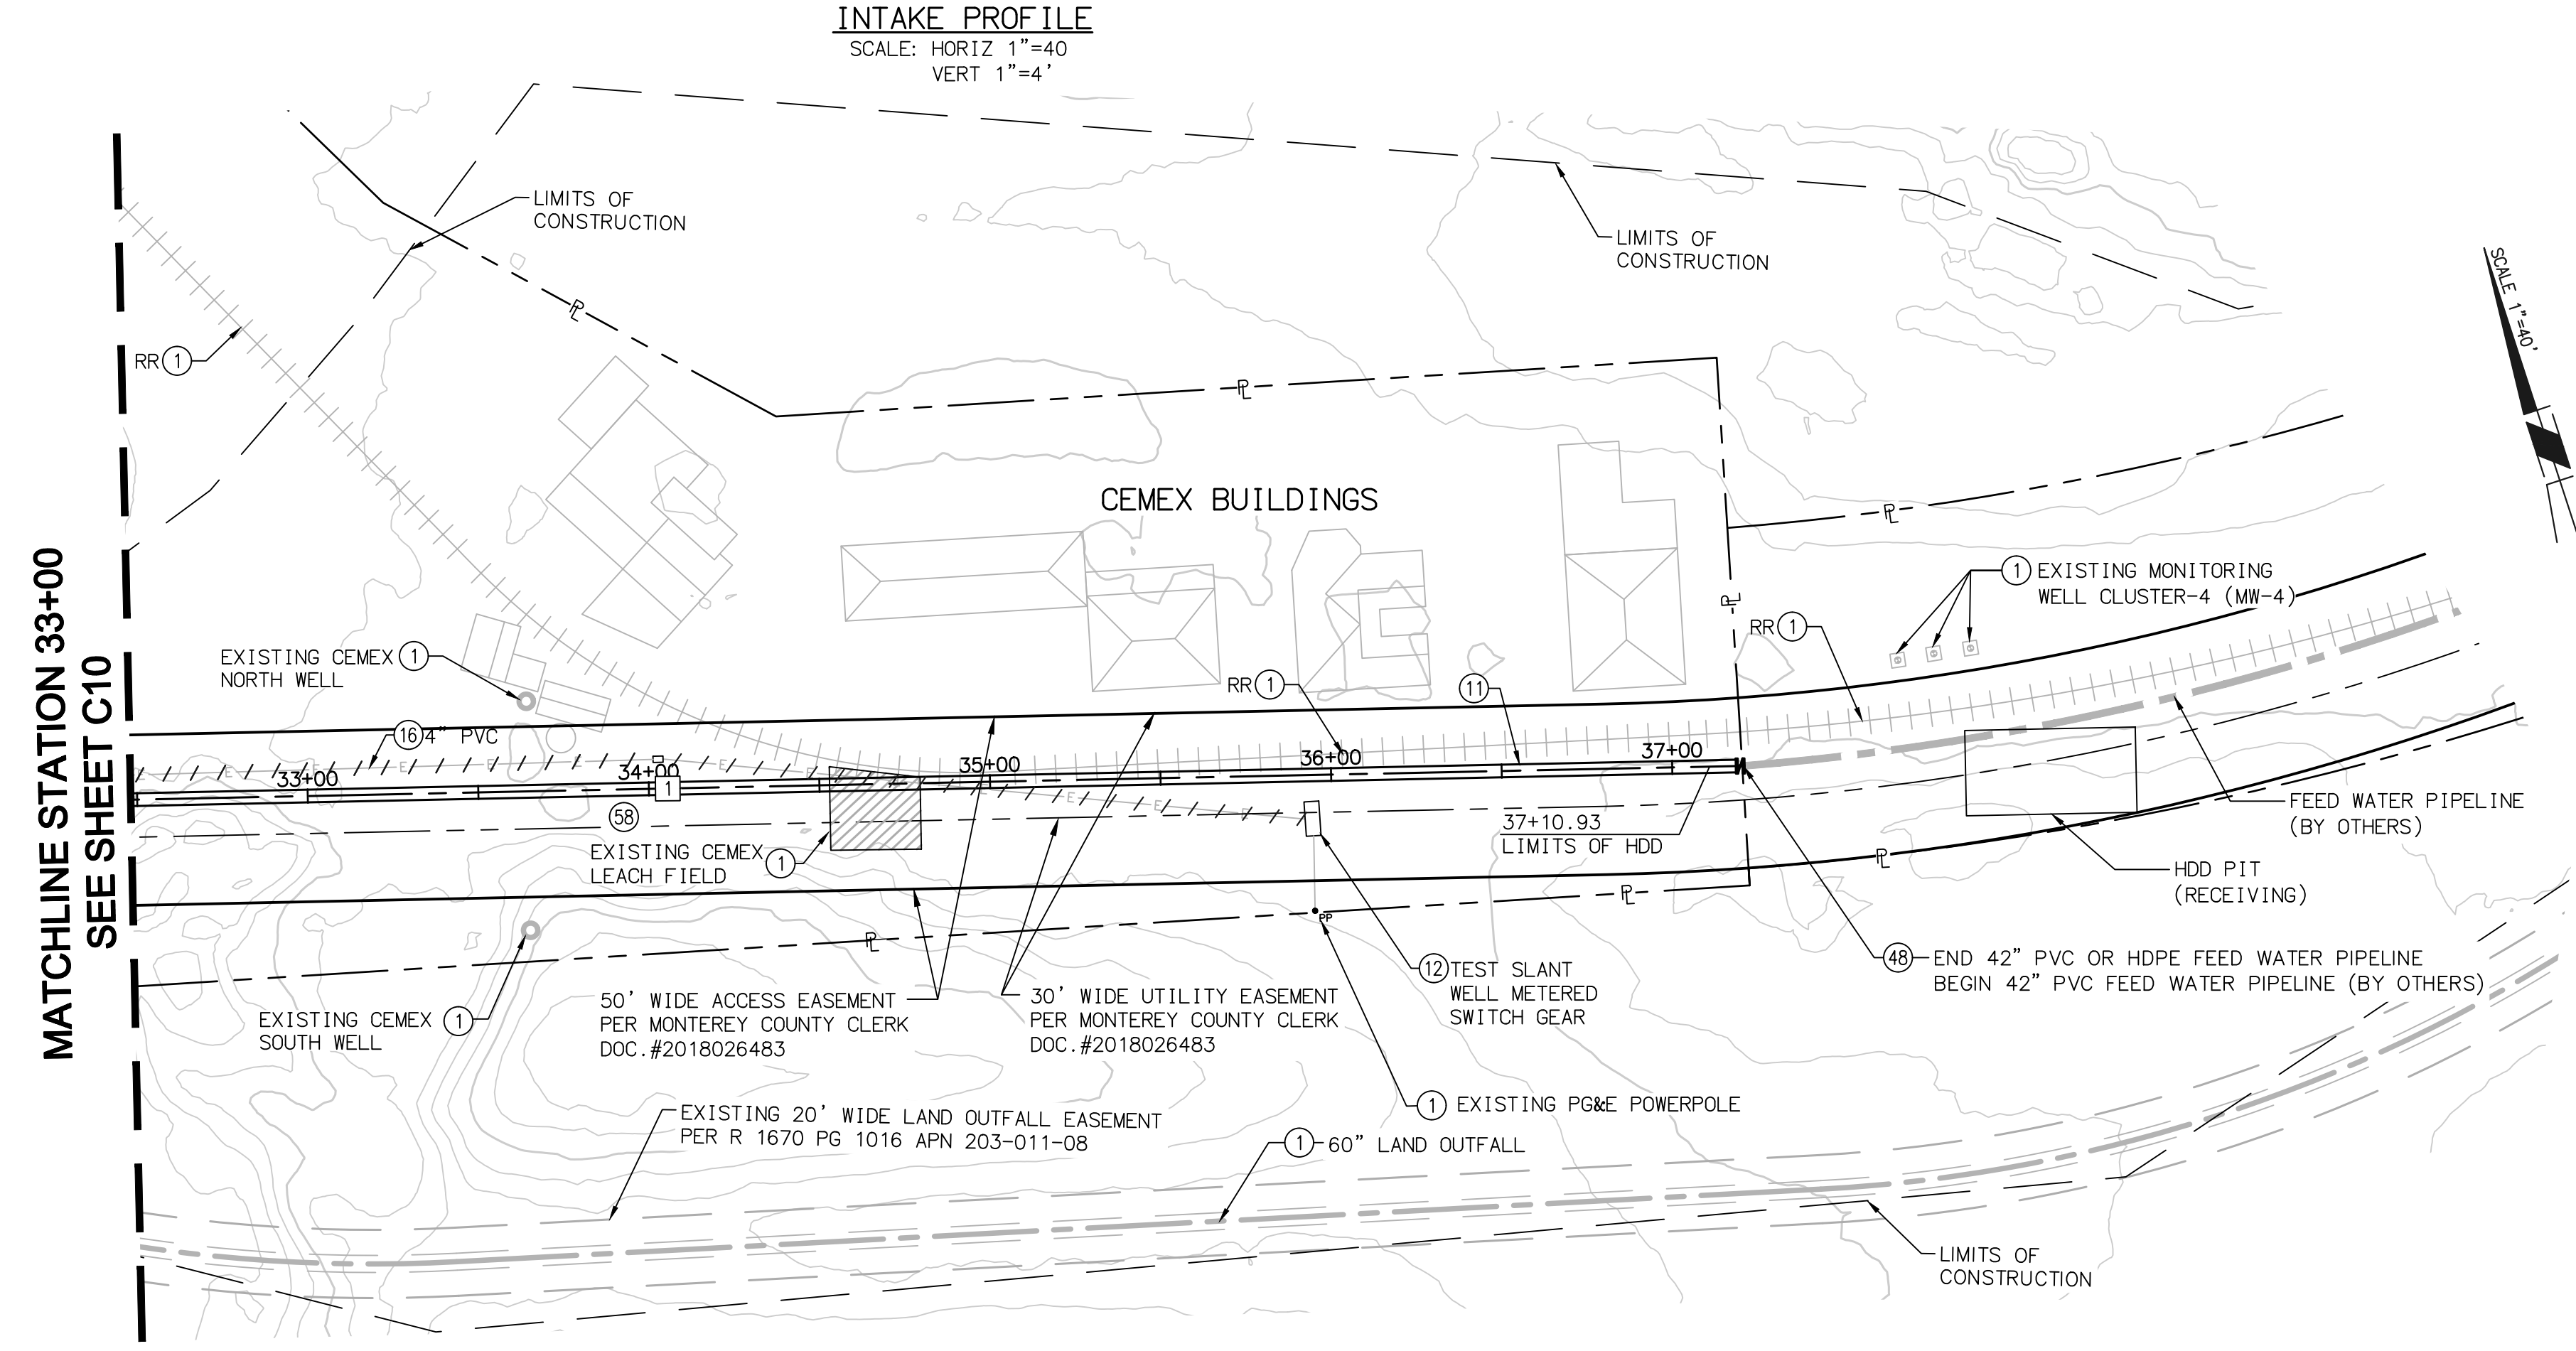 INTAKE PROFILE
SCALE: HORIZ 1"=40
VERT 1"=4'
LIMITS OF
CONSTRUCTION
LIMITS OF
CONSTRUCTION
SCALE 1"=40'
PL
RR 1
PL
CEMEX BUILDINGS
PL
MATCHLINE STATION 33+00
SEE SHEET C10
1 EXISTING MONITORING
WELL CLUSTER-4 (MW-4)
PL
RR 1
EXISTING CEMEX 1
NORTH WELL
RR 1
11
16 4" PVC
E
E
E
E
E
E
E
33+00
34+00
35+00
36+00
37+00
1
58
37+10.93
LIMITS OF HDD
FEED WATER PIPELINE
(BY OTHERS)
EXISTING CEMEX 1
LEACH FIELD
PL
HDD PIT
(RECEIVING)
PL
PP
PL
48 END 42" PVC OR HDPE FEED WATER PIPELINE
BEGIN 42" PVC FEED WATER PIPELINE (BY OTHERS)
12 TEST SLANT
WELL METERED
SWITCH GEAR
50' WIDE ACCESS EASEMENT
PER MONTEREY COUNTY CLERK
DOC.#2018026483
30' WIDE UTILITY EASEMENT
PER MONTEREY COUNTY CLERK
DOC.#2018026483
EXISTING CEMEX 1
SOUTH WELL
1 EXISTING PG&E POWERPOLE
EXISTING 20' WIDE LAND OUTFALL EASEMENT
PER R 1670 PG 1016 APN 203-011-08
1 60" LAND OUTFALL
LIMITS OF
CONSTRUCTION